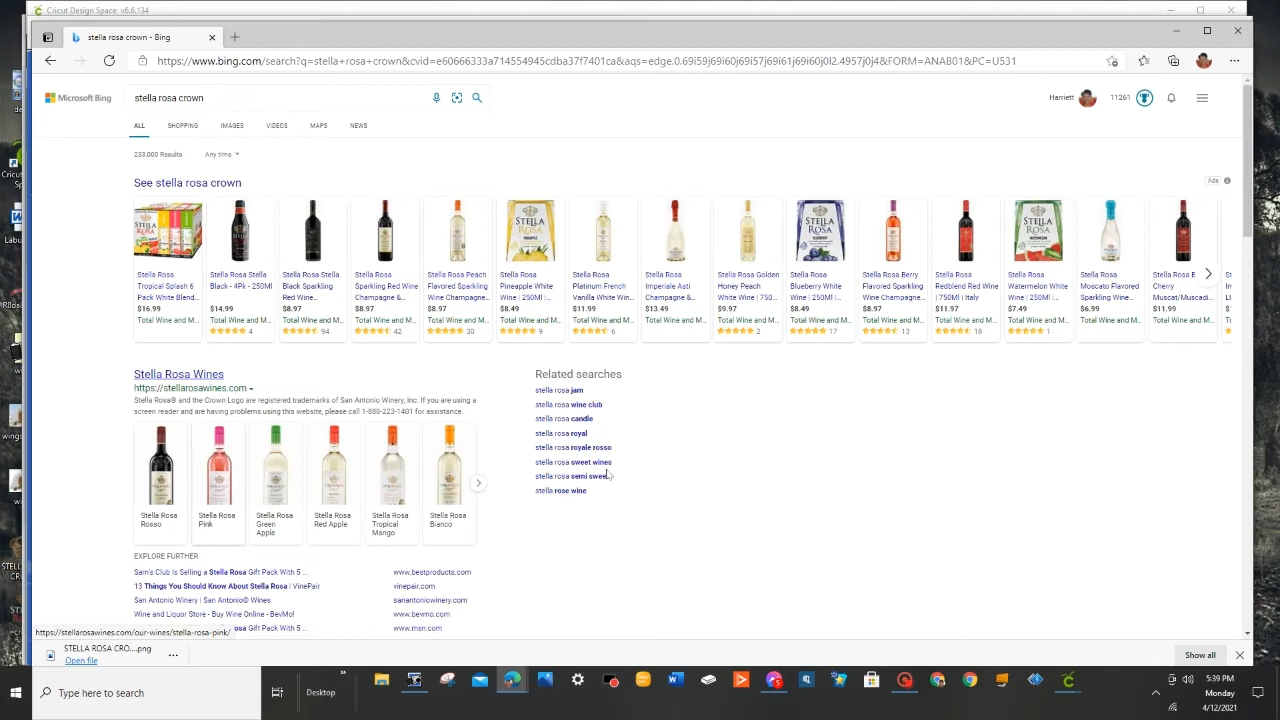 Cricut Design Space v6.6.134
stella rosa crown - Bing
https://www.bing.com/search?q=stella+rosa+crown&cvid=e60666333a714554945cdba37f7401ca&aqs=edge.0.69i59j69i60j69i57j69i61j69i60j0l2.4957j0j4&FORM=ANAB01&PC=U531
Microsoft Bing
stella rosa crown
Harriett
11261
ALL SHOPPING IMAGES VIDEOS MAPS NEWS
233,000 Results Any time
See stella rosa crown
Ads
Stella Rosa
Tropical Splash 6
Pack White Blend...
$16.99
Total Wine and M...
Stella Rosa Stella
Black - 4Pk - 250Ml
$14.99
Total Wine and M...
4
Stella Rosa Stella
Black Sparkling
Red Wine...
$8.97
Total Wine and M...
94
Stella Rosa
Sparkling Red Wine
Champagne &...
$8.97
Total Wine and M...
42
Stella Rosa Peach
Flavored Sparkling
Wine Champagne...
$8.97
Total Wine and M...
30
STELLA ROSA
Stella Rosa
Pineapple White
Wine | 250Ml |...
$8.49
Total Wine and M...
9
Stella Rosa
Platinum French
Vanilla White Win...
$11.99
Total Wine and M...
6
Stella Rosa
Imperiale Asti
Champagne &...
$13.49
Total Wine and M...
Stella Rosa Golden
Honey Peach
White Wine | 750...
$9.97
Total Wine and M...
2
STELLA ROSA
Stella Rosa
Blueberry White
Wine | 250Ml |...
$8.49
Total Wine and M...
17
Stella Rosa Berry
Flavored Sparkling
Wine Champagne...
$8.97
Total Wine and M...
13
Stella Rosa
Redblend Red Wine
| 750Ml | Italy
$11.97
Total Wine and M...
18
STELLA ROSA
Stella Rosa
Watermelon White
Wine | 250Ml |...
$7.49
Total Wine and M...
1
Stella Rosa
Moscato Flavored
Sparkling Wine...
$6.99
Total Wine and M...
Stella Rosa B
Cherry
Muscat/Muscadi...
$11.99
Total Wine and M...
Stella Rosa Wines
https://stellarosawines.com
Stella Rosa® and the Crown Logo are registered trademarks of San Antonio Winery, Inc. If you are using a
screen reader and are having problems using this website, please call 1-888-223-1401 for assistance.
Stella Rosa
Rosso
Stella Rosa
Pink
Stella Rosa
Green
Apple
Stella Rosa
Red Apple
Stella Rosa
Tropical
Mango
Stella Rosa
Bianco
Related searches
stella rosa jam
stella rosa wine club
stella rosa candle
stella rosa royal
stella rosa royale rosso
stella rosa sweet wines
stella rosa semi sweet
stella rose wine
EXPLORE FURTHER
Sam's Club Is Selling a Stella Rosa Gift Pack With 5 ... www.bestproducts.com
13 Things You Should Know About Stella Rosa | VinePair vinepair.com
San Antonio Winery | San Antonio® Wines sanantoniowinery.com
Wine and Liquor Store - Buy Wine Online - BevMo! www.bevmo.com
osa Gift Pack With 5 ... www.msn.com
https://stellarosawines.com/our-wines/stella-rosa-pink/
STELLA ROSA CRO....png
Open file
Show all
Type here to search
Desktop
5:39 PM
Monday
4/12/2021